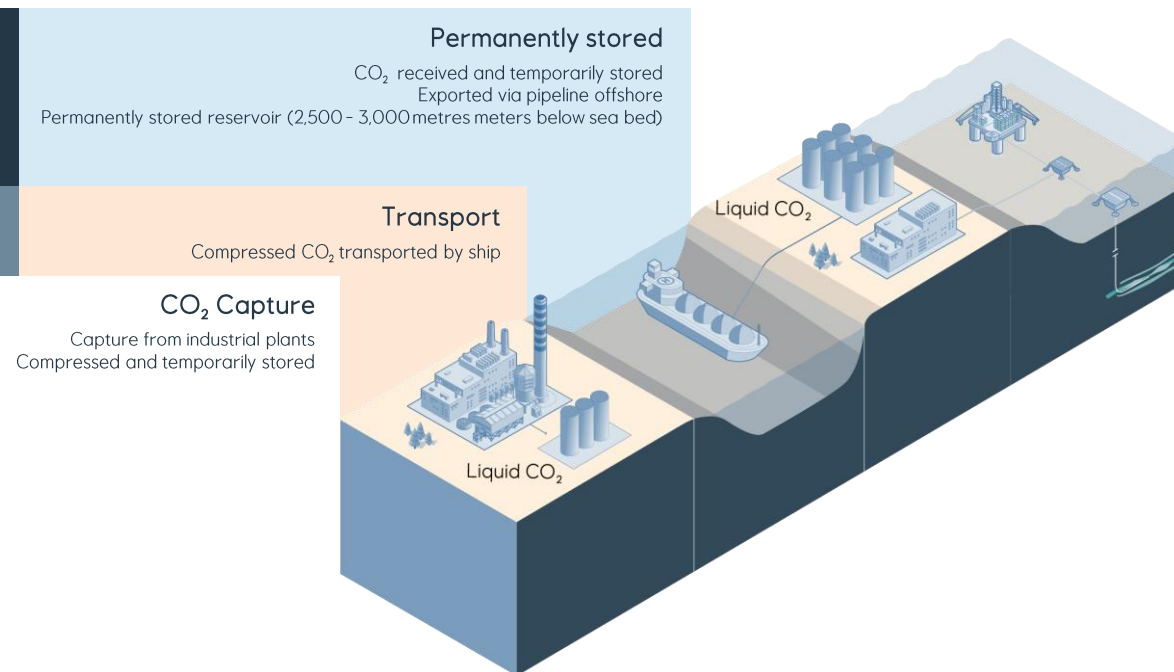 Permanently stored
CO₂ received and temporarily stored
Exported via pipeline offshore
Permanently stored reservoir (2,500 - 3,000 metres meters below sea bed)
Transport
Compressed CO₂ transported by ship
CO₂ Capture
Capture from industrial plants
Compressed and temporarily stored
Liquid CO₂
Liquid CO₂